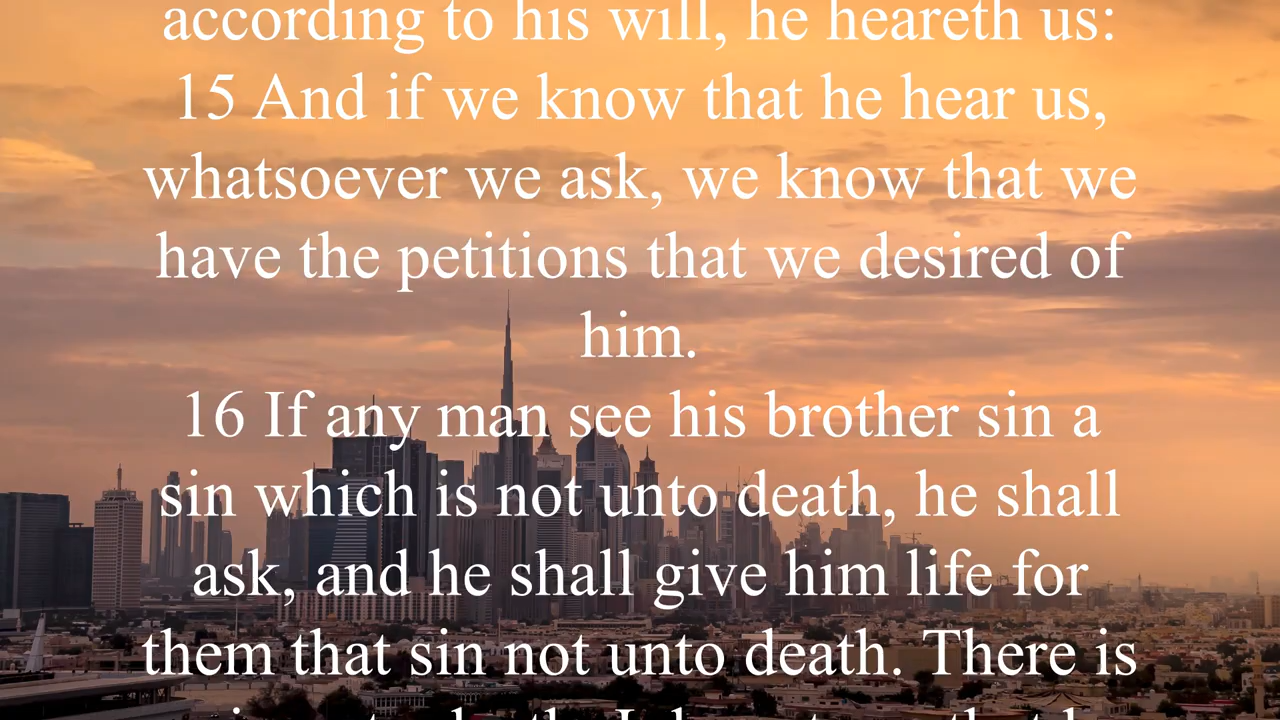 according to his will, he heareth us:
15 And if we know that he hear us,
whatsoever we ask, we know that we
have the petitions that we desired of
him.
16 If any man see his brother sin a
sin which is not unto death, he shall
ask, and he shall give him life for
them that sin not unto death. There is